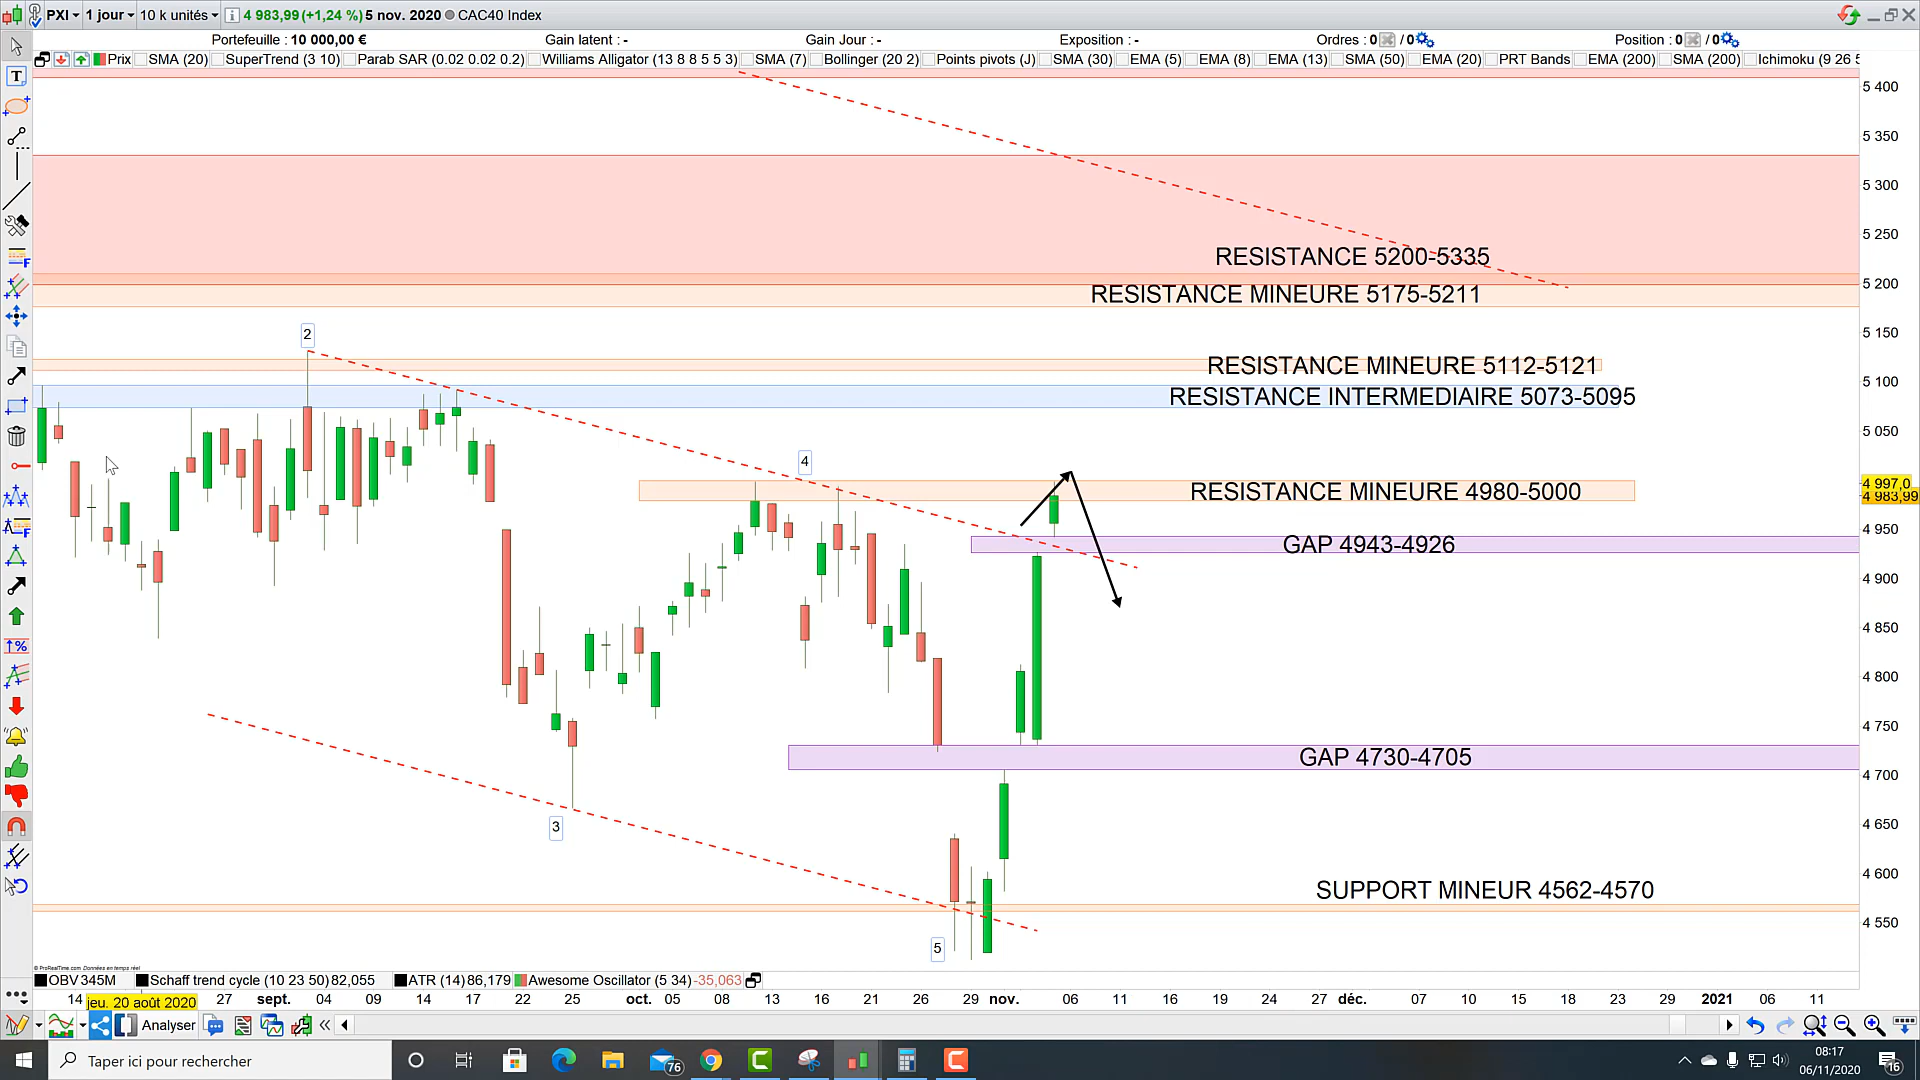 PXI 1 jour 10 k unités 4 983,99 (+1,24 %) 5 nov. 2020 CAC40 Index
Portefeuille : 10 000,00 € Gain latent : - Gain Jour : - Exposition : - Ordres : 0 / 0 Position : 0 / 0
Prix SMA (20) SuperTrend (3 10) Parab SAR (0.02 0.02 0.2) Williams Alligator (13 8 8 5 5 3) SMA (7) Bollinger (20 2) Points pivots (J) SMA (30) EMA (5) EMA (8) EMA (13) SMA (50) EMA (20) PRT Bands EMA (200) SMA (200) Ichimoku (9 26 5
5 400
5 350
5 300
5 250
RESISTANCE 5200-5335
5 200
RESISTANCE MINEURE 5175-5211
2
5 150
RESISTANCE MINEURE 5112-5121
5 100
RESISTANCE INTERMEDIAIRE 5073-5095
5 050
4
4 997,0
RESISTANCE MINEURE 4980-5000
4 983,99
4 950
GAP 4943-4926
4 900
4 850
4 800
4 750
GAP 4730-4705
4 700
3
4 650
4 600
SUPPORT MINEUR 4562-4570
4 550
5
© ProRealTime.com Données en temps réel
OBV 345M Schaff trend cycle (10 23 50) 82,055 ATR (14) 86,179 Awesome Oscillator (5 34) -35,063
14 jeu. 20 août 2020 27 sept. 04 09 14 17 22 25 oct. 05 08 13 16 21 26 29 nov. 06 11 16 19 24 27 déc. 07 10 15 18 23 29 2021 06 11
Analyser
Taper ici pour rechercher
76
08:17
06/11/2020
16